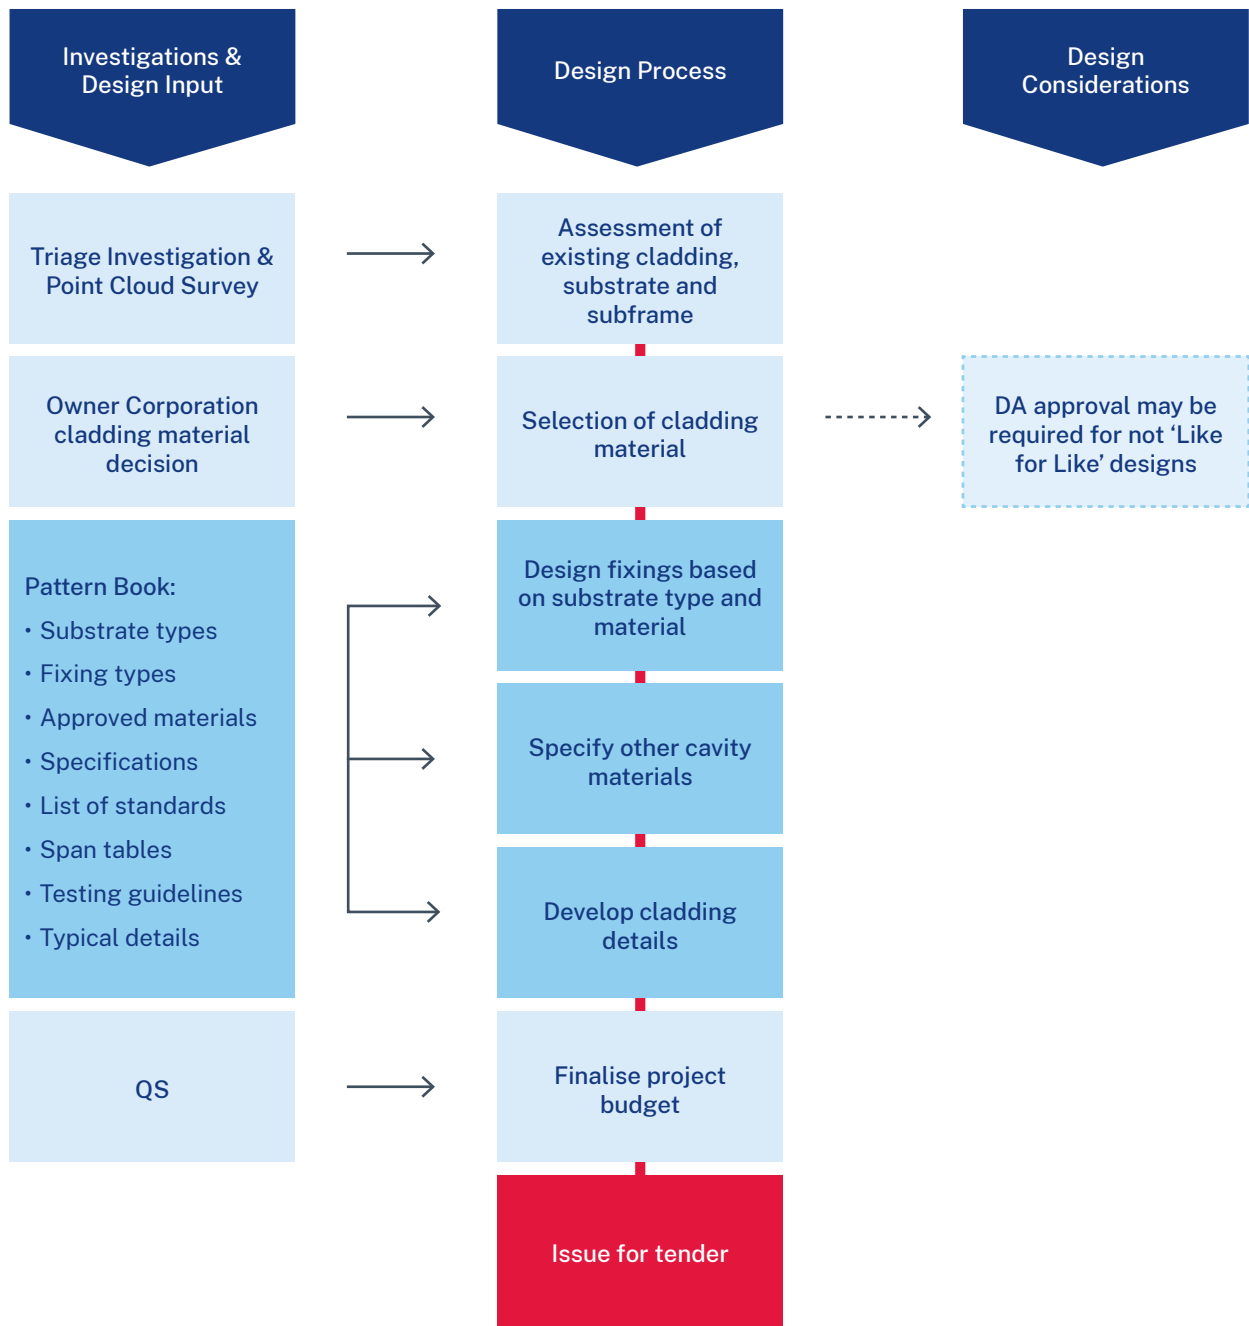 Investigations &
Design Input
Design Process
Design
Considerations
Triage Investigation &
Point Cloud Survey
Assessment of
existing cladding,
substrate and
subframe
Owner Corporation
cladding material
decision
Selection of cladding
material
DA approval may be
required for not ‘Like
for Like’ designs
Pattern Book:
• Substrate types
• Fixing types
• Approved materials
• Specifications
• List of standards
• Span tables
• Testing guidelines
• Typical details
Design fixings based
on substrate type and
material
Specify other cavity
materials
Develop cladding
details
QS
Finalise project
budget
Issue for tender